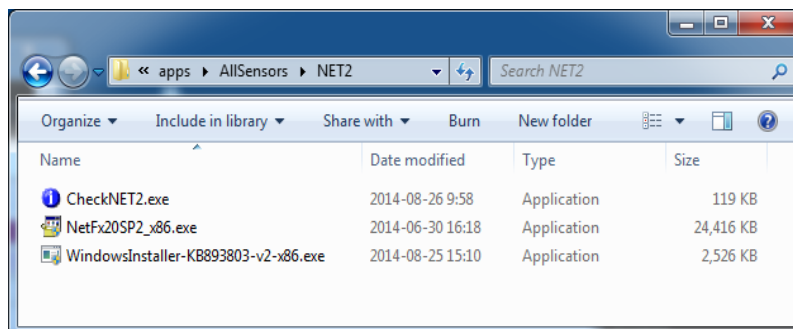 « apps ▸ AllSensors ▸ NET2 Search NET2
Organize Include in library Share with Burn New folder
Name Date modified Type Size
CheckNET2.exe 2014-08-26 9:58 Application 119 KB
NetFx20SP2_x86.exe 2014-06-30 16:18 Application 24,416 KB
WindowsInstaller-KB893803-v2-x86.exe 2014-08-25 15:10 Application 2,526 KB